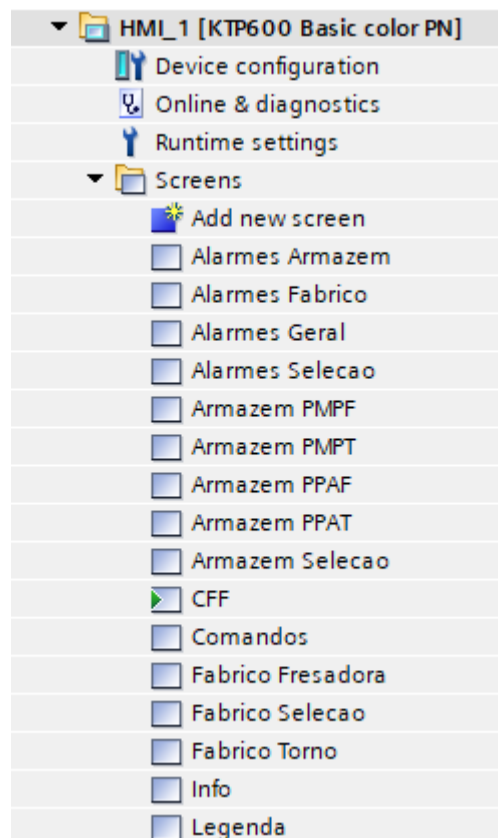 HMI_1 [KTP600 Basic color PN]
Device configuration
Online & diagnostics
Runtime settings
Screens
Add new screen
Alarmes Armazem
Alarmes Fabrico
Alarmes Geral
Alarmes Selecao
Armazem PMPF
Armazem PMPT
Armazem PPAF
Armazem PPAT
Armazem Selecao
CFF
Comandos
Fabrico Fresadora
Fabrico Selecao
Fabrico Torno
Info
Legenda